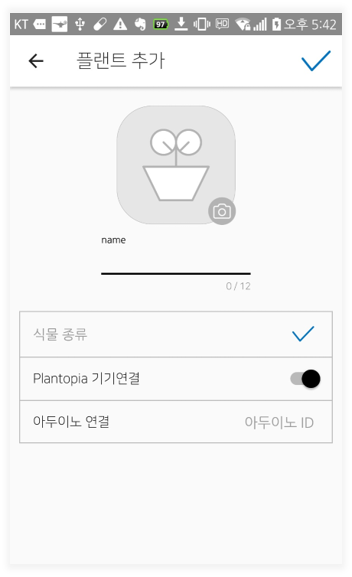 KT 97 HD 오후 5:42
플랜트 추가
name
0 / 12
식물 종류
Plantopia 기기연결
아두이노 연결 아두이노 ID